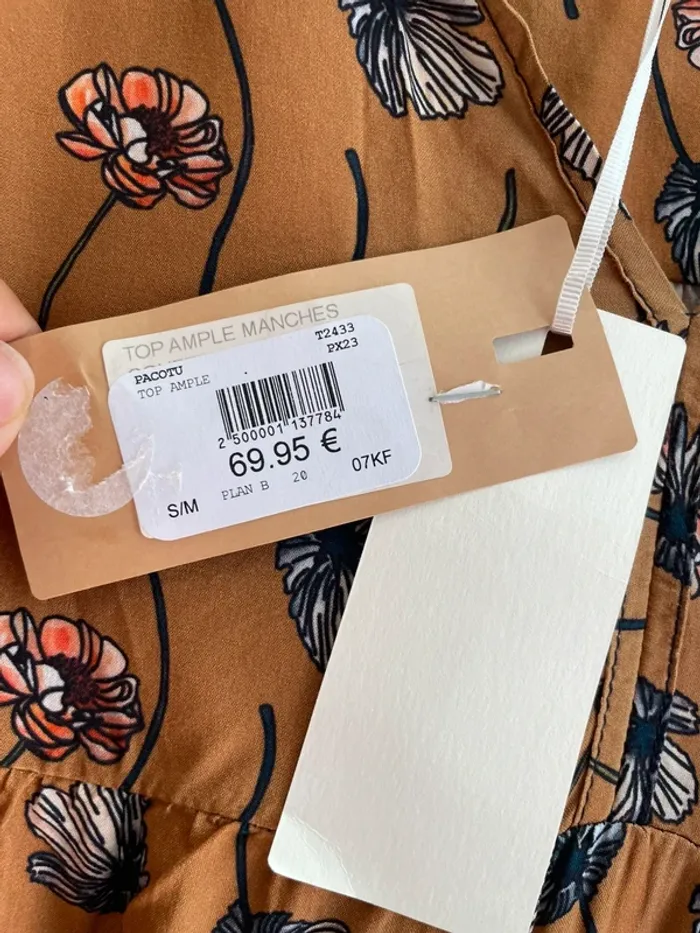 TOP AMPLE MANCHES
T2433
PACOTU
PX23
TOP AMPLE
2 500001 137784
69.95 €
S/M
PLAN B 20
07KF